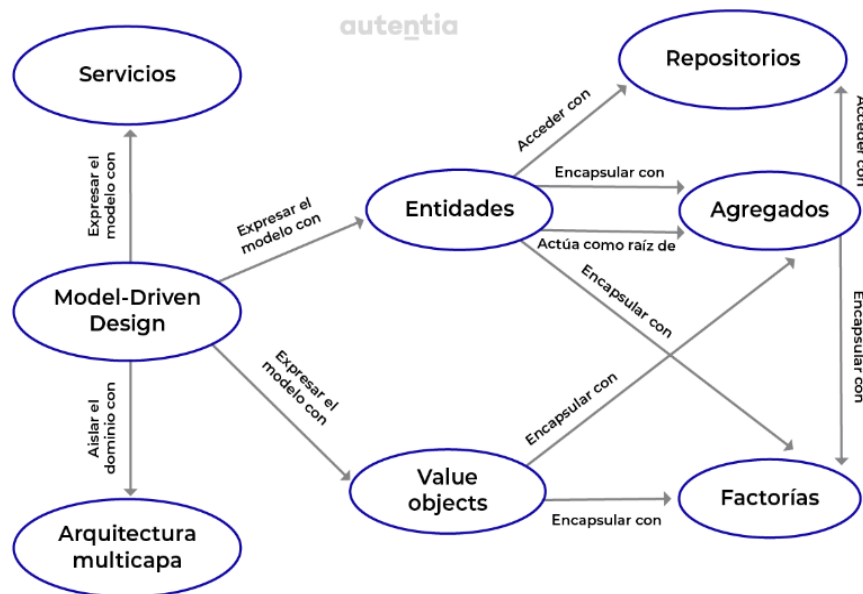 autentia
Servicios
Repositorios
Acceder con
Acceder con
Expresar el
modelo con
Expresar el
modelo con
Entidades
Encapsular con
Actúa como raíz de
Agregados
Model-Driven
Design
Encapsular con
Encapsular con
Expresar el
modelo con
Aislar el
dominio con
Encapsular con
Value
objects
Encapsular con
Factorías
Arquitectura
multicapa